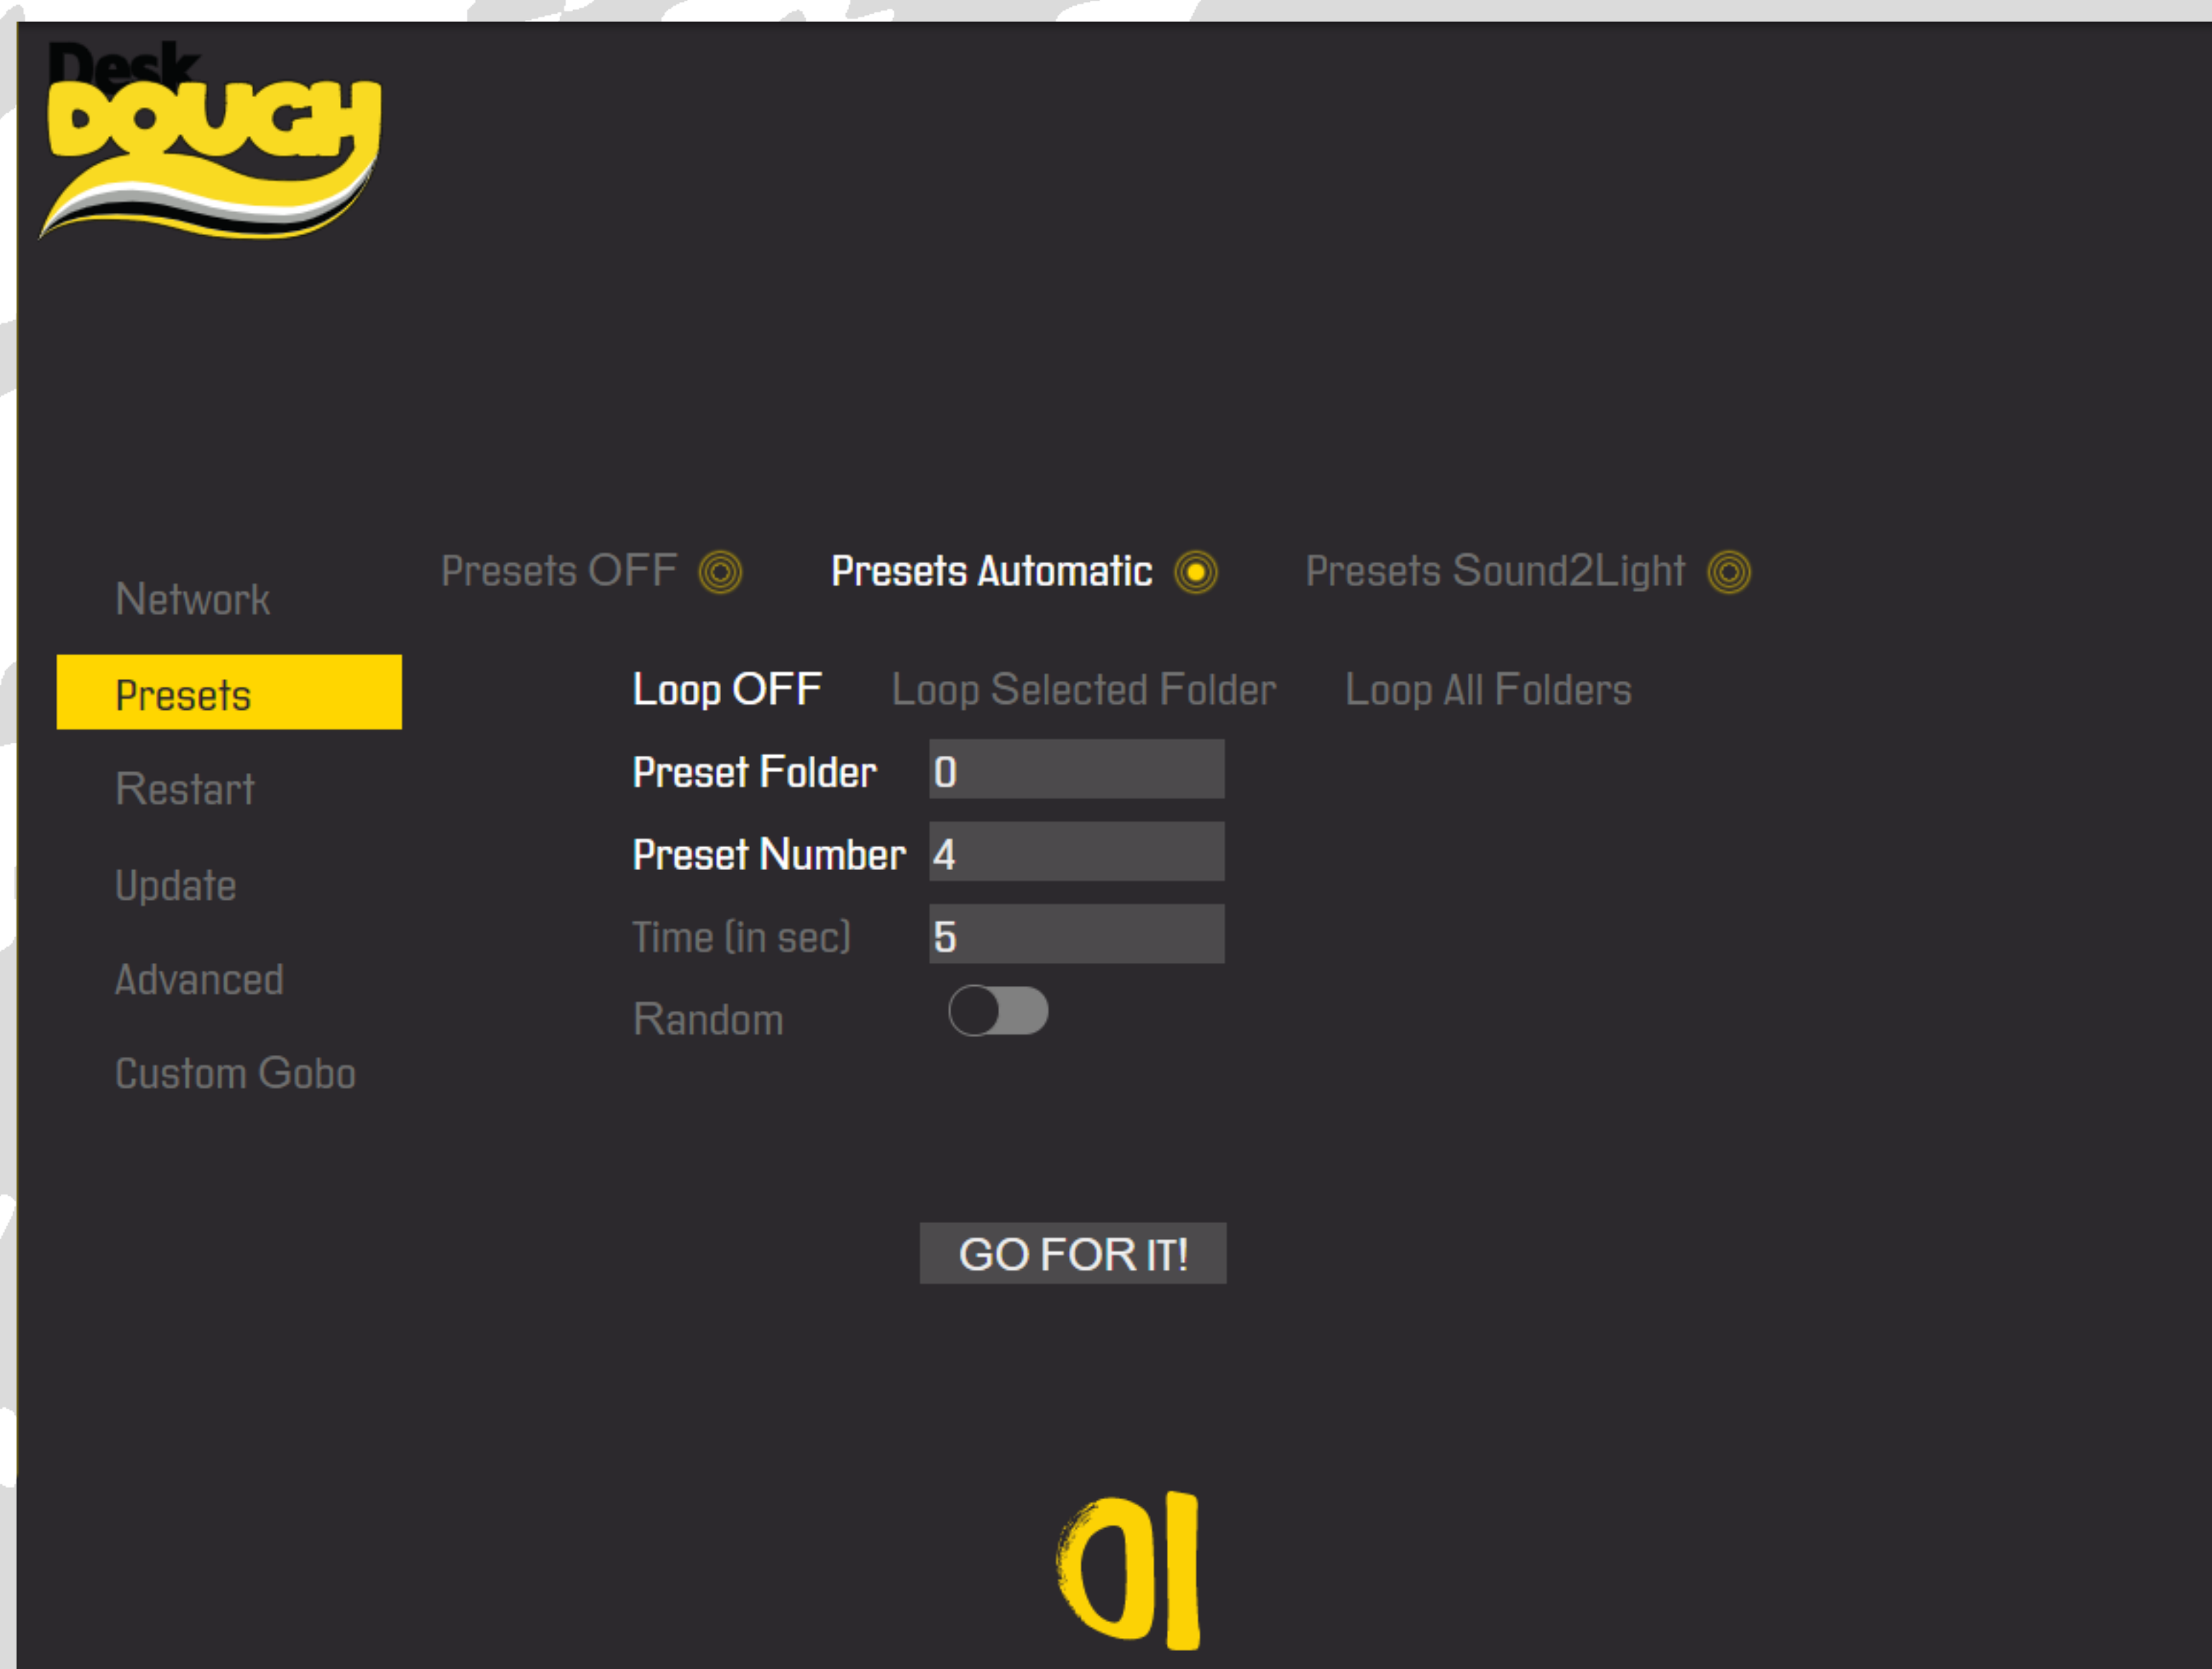 Desk
DOUGH
Network
Presets
Restart
Update
Advanced
Custom Gobo
Presets OFF
Presets Automatic
Presets Sound2Light
Loop OFF
Loop Selected Folder
Loop All Folders
Preset Folder 0
Preset Number 4
Time (in sec) 5
Random
GO FOR IT!